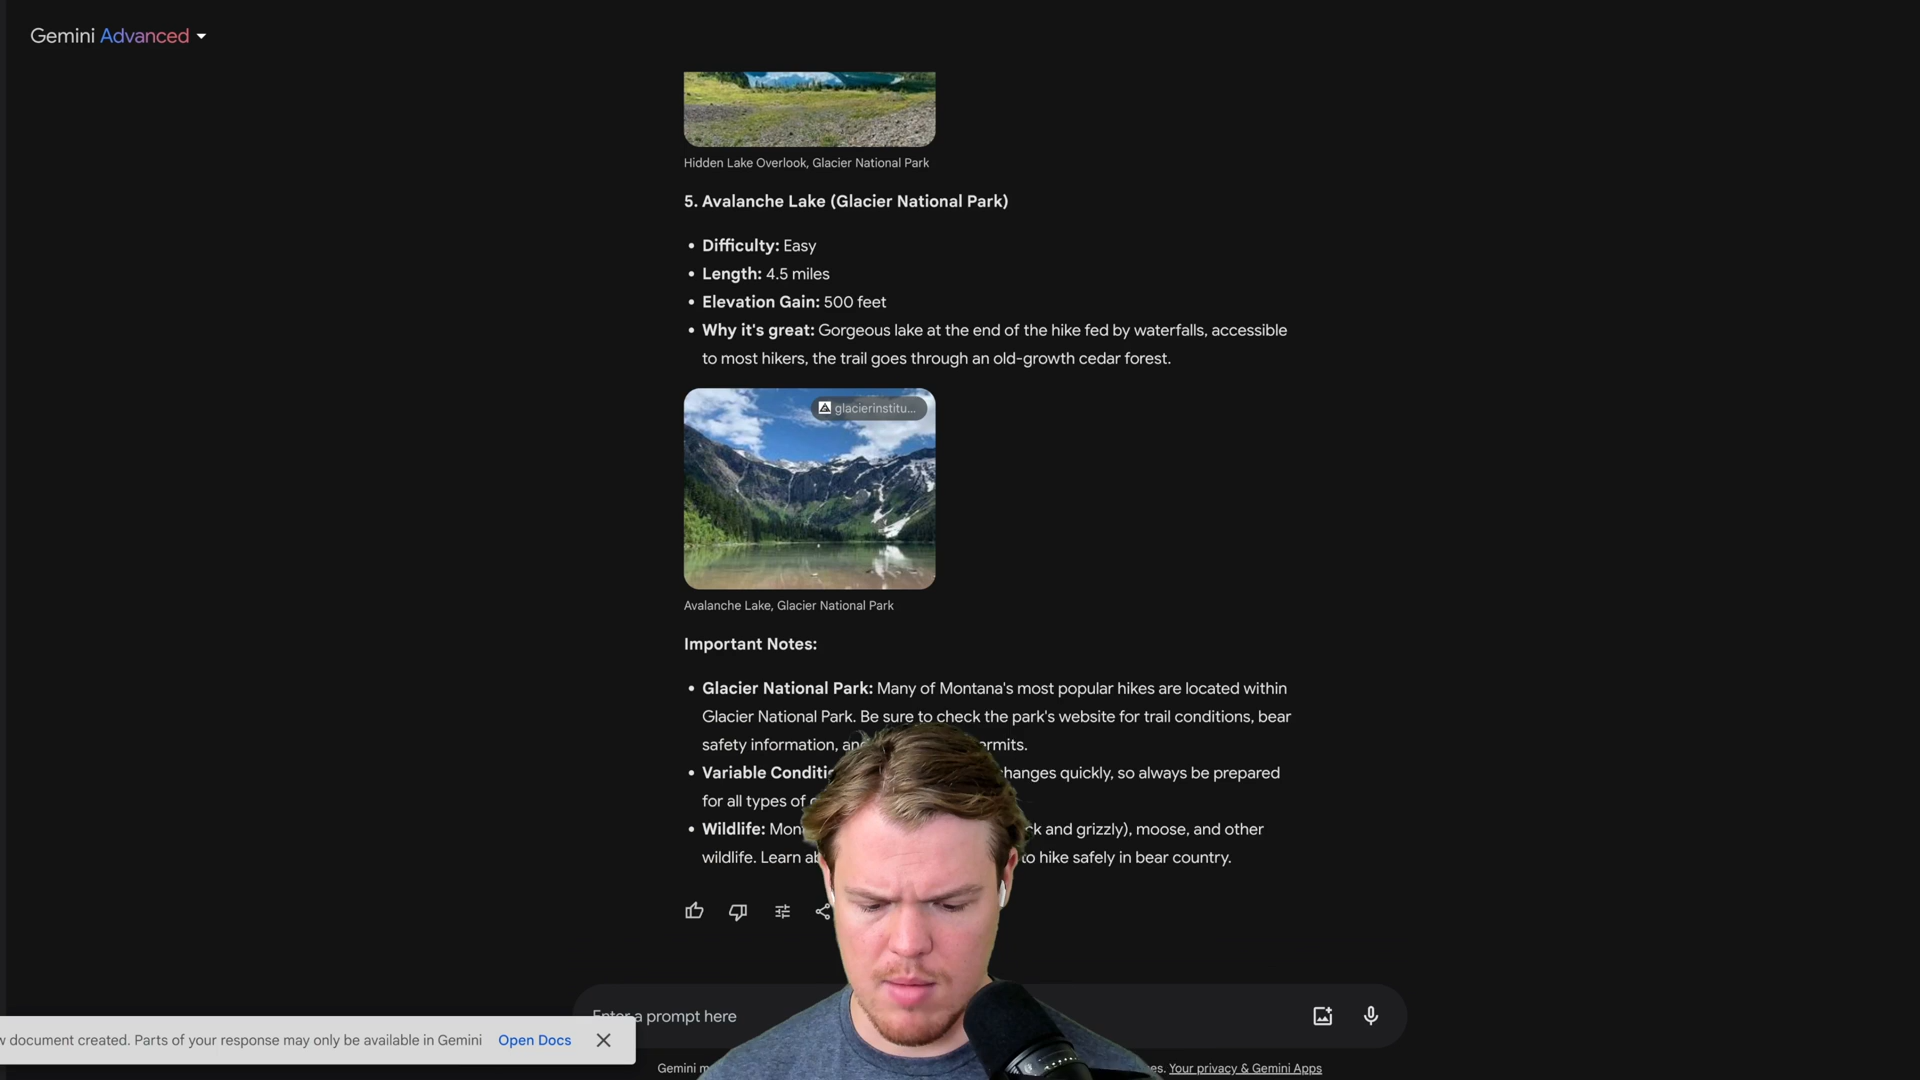 Gemini Advanced
Hidden Lake Overlook, Glacier National Park
5. Avalanche Lake (Glacier National Park)
• Difficulty: Easy
• Length: 4.5 miles
• Elevation Gain: 500 feet
• Why it's great: Gorgeous lake at the end of the hike fed by waterfalls, accessible
to most hikers, the trail goes through an old-growth cedar forest.
glacierinstitu...
Avalanche Lake, Glacier National Park
Important Notes:
• Glacier National Park: Many of Montana's most popular hikes are located within
Glacier National Park. Be sure to check the park's website for trail conditions, bear
safety information,
• Variable changes quickly, so always be prepared
for all types of
• Wildlife: and grizzly), moose, and other
wildlife. Learn to hike safely in bear country.
Enter a prompt here
document created. Parts of your response may only be available in Gemini Open Docs
Gemini Your privacy & Gemini Apps